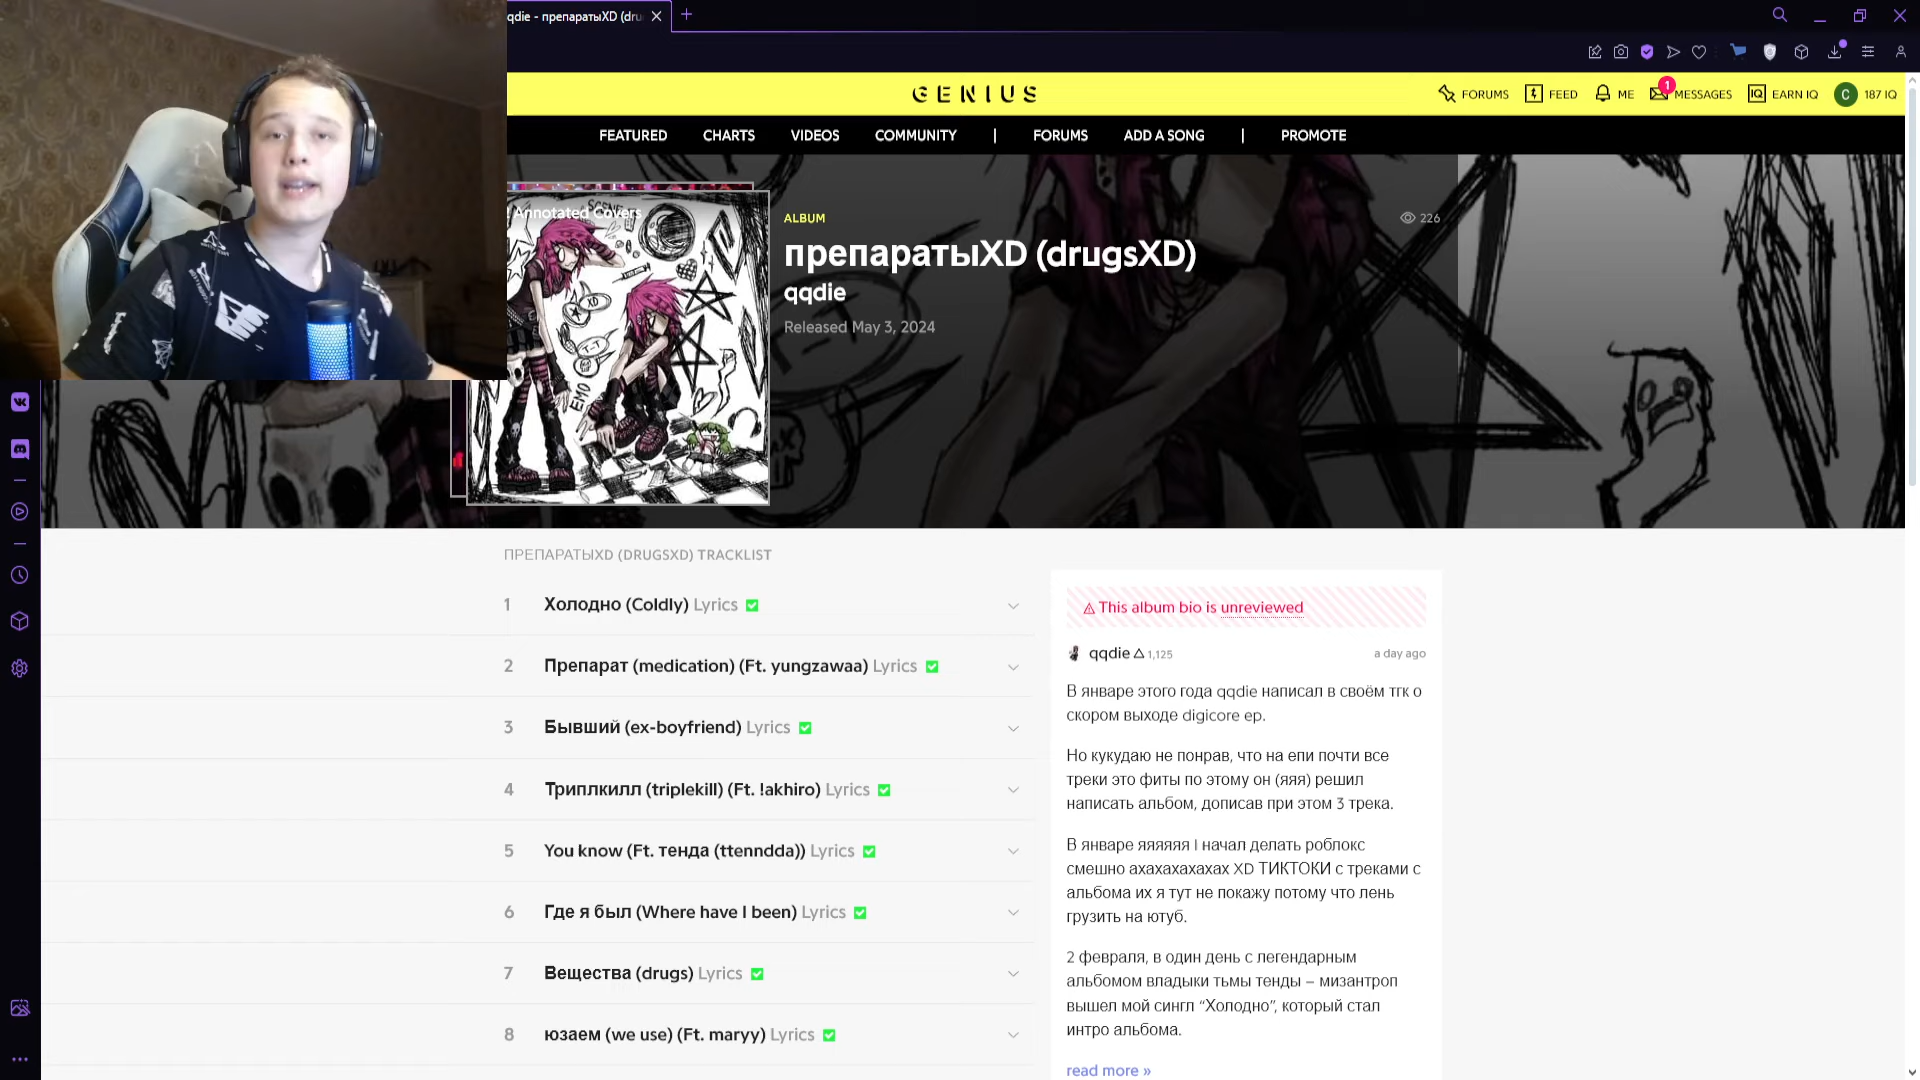 qqdie - препаратыXD (dru
GENIUS
FORUMS
FEED
ME
1
MESSAGES
IQ
EARN IQ
C
187 IQ
FEATURED
CHARTS
VIDEOS
COMMUNITY
|
FORUMS
ADD A SONG
|
PROMOTE
Annotated Covers
EMO
XD
ALBUM
226
препаратыXD (drugsXD)
qqdie
Released May 3, 2024
ПРЕПАРАТЫXD (DRUGSXD) TRACKLIST
1 Холодно (Coldly) Lyrics
2 Препарат (medication) (Ft. yungzawaa) Lyrics
3 Бывший (ex-boyfriend) Lyrics
4 Триплкилл (triplekill) (Ft. !akhiro) Lyrics
5 You know (Ft. тенда (ttenndda)) Lyrics
6 Где я был (Where have I been) Lyrics
7 Вещества (drugs) Lyrics
8 юзаем (we use) (Ft. maryy) Lyrics
This album bio is unreviewed
qqdie 1,125
a day ago
В январе этого года qqdie написал в своём тгк о
скором выходе digicore ep.
Но кукудаю не понрав, что на епи почти все
треки это фиты по этому он (яяя) решил
написать альбом, дописав при этом 3 трека.
В январе яяяяяя I начал делать роблокс
смешно ахахахахахах XD ТИКТОКИ с треками с
альбома их я тут не покажу потому что лень
грузить на ютуб.
2 февраля, в один день с легендарным
альбомом владыки тьмы тенды – мизантроп
вышел мой сингл “Холодно”, который стал
интро альбома.
read more »